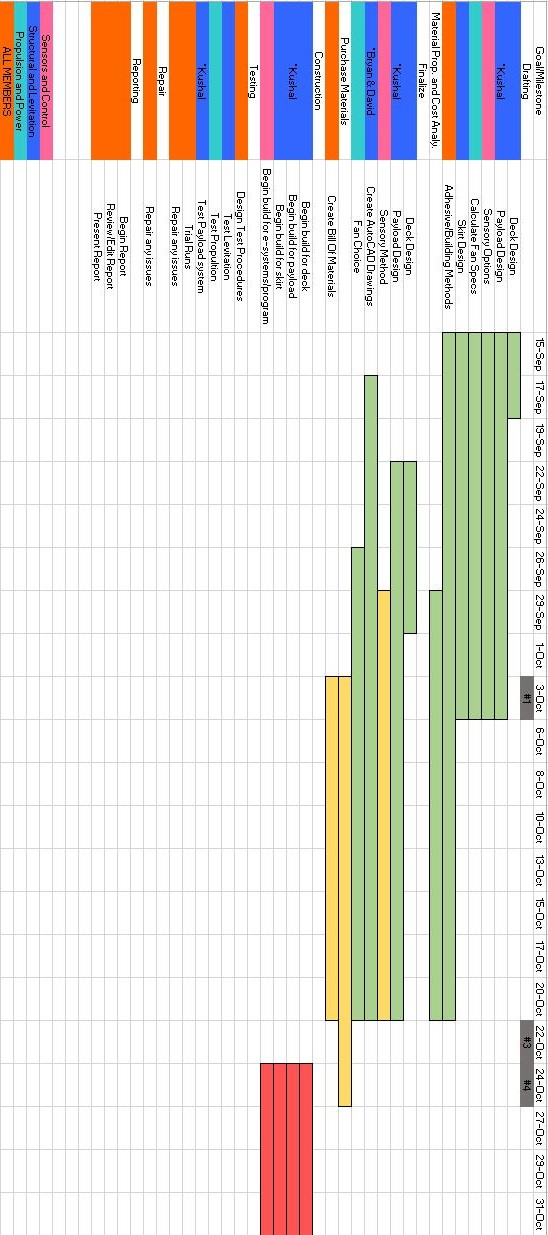 Goal/Milestone 15-Sep 17-Sep 19-Sep 22-Sep 24-Sep 26-Sep 29-Sep 1-Oct 3-Oct 6-Oct 8-Oct 10-Oct 13-Oct 15-Oct 17-Oct 20-Oct 22-Oct 24-Oct 27-Oct 29-Oct 31-Oct
Drafting #1 #3 #4
Deck Design
*Kushal Payload Design
Sensory Options
Calculate Fan Specs
Skirt Design
Adhesive/Building Methods
Material Prop. and Cost Analy.
Finalize
Deck Design
*Kushal Payload Design
Sensory Method
*Bryan & David Create AutoCAD Drawings
Fan Choice
Purchase Materials
Create Bill Of Materials
Construction
Begin build for deck
*Kushal Begin build for payload
Begin build for skirt
Begin build for e-systems/program
Testing
Design Test Procedures
Test Levitation
Test Propultion
*Kushal Test Payload system
Trial Runs
Repair any issues
Repair
Repair any issues
Reporting
Begin Report
Review/Edit Report
Present Report
Sensors and Control
Structural and Levitation
Propulsion and Power
ALL MEMBERS